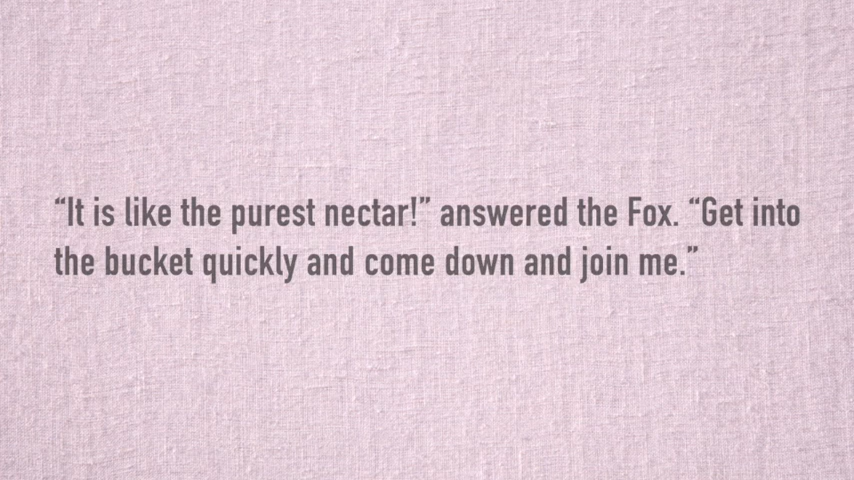 “It is like the purest nectar!” answered the Fox. “Get into
the bucket quickly and come down and join me.”